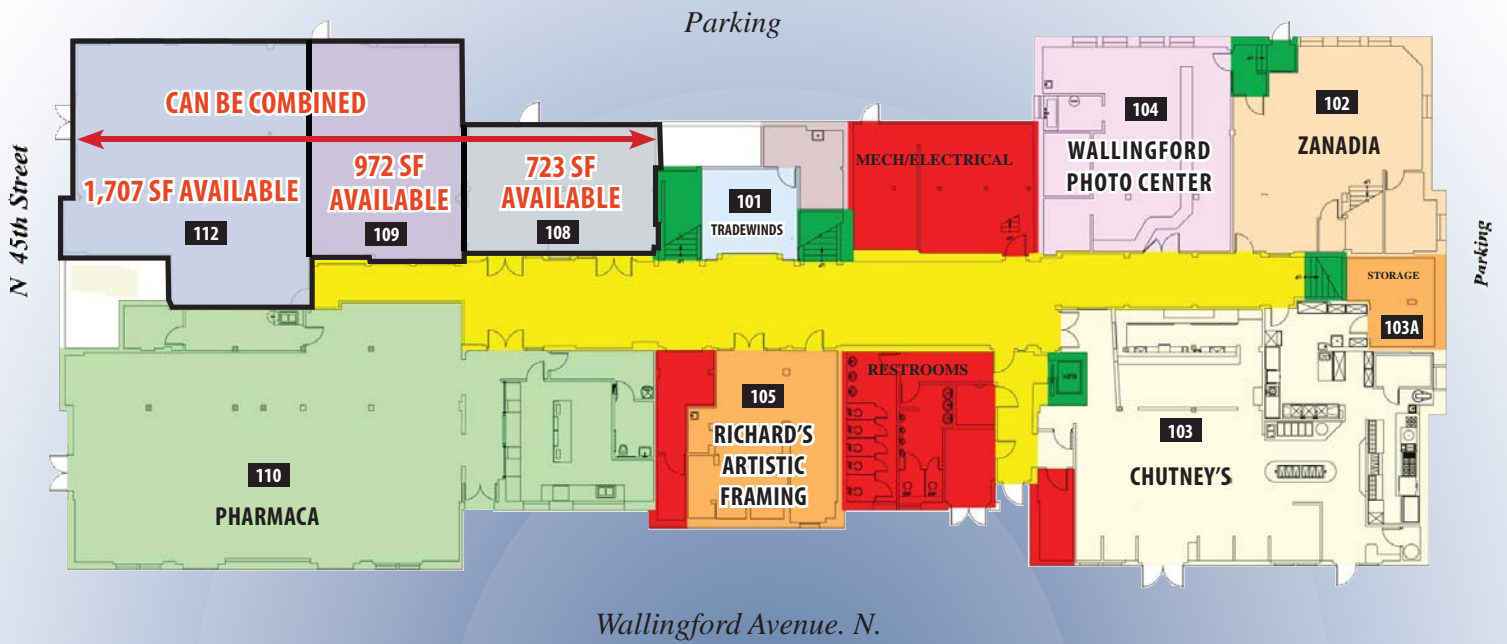 Parking
CAN BE COMBINED
1,707 SF AVAILABLE
112
972 SF
AVAILABLE
109
723 SF
AVAILABLE
108
101
TRADEWINDS
MECH/ELECTRICAL
104
WALLINGFORD
PHOTO CENTER
102
ZANADIA
N 45th Street
Parking
STORAGE
103A
110
PHARMACA
105
RICHARD'S
ARTISTIC
FRAMING
RESTROOMS
103
CHUTNEY'S
Wallingford Avenue. N.